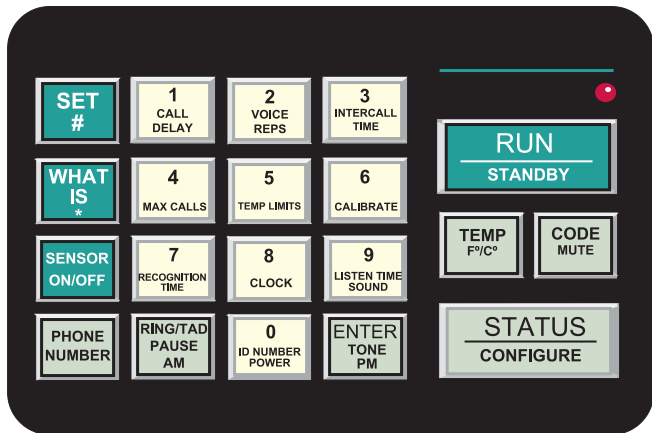 SET
#
1
CALL
DELAY
2
VOICE
REPS
3
INTERCALL
TIME
RUN
STANDBY
WHAT
IS
*
4
MAX CALLS
5
TEMP LIMITS
6
CALIBRATE
TEMP
Fº/Cº
CODE
MUTE
SENSOR
ON/OFF
7
RECOGNITION
TIME
8
CLOCK
9
LISTEN TIME
SOUND
PHONE
NUMBER
RING/TAD
PAUSE
AM
0
ID NUMBER
POWER
ENTER
TONE
PM
STATUS
CONFIGURE